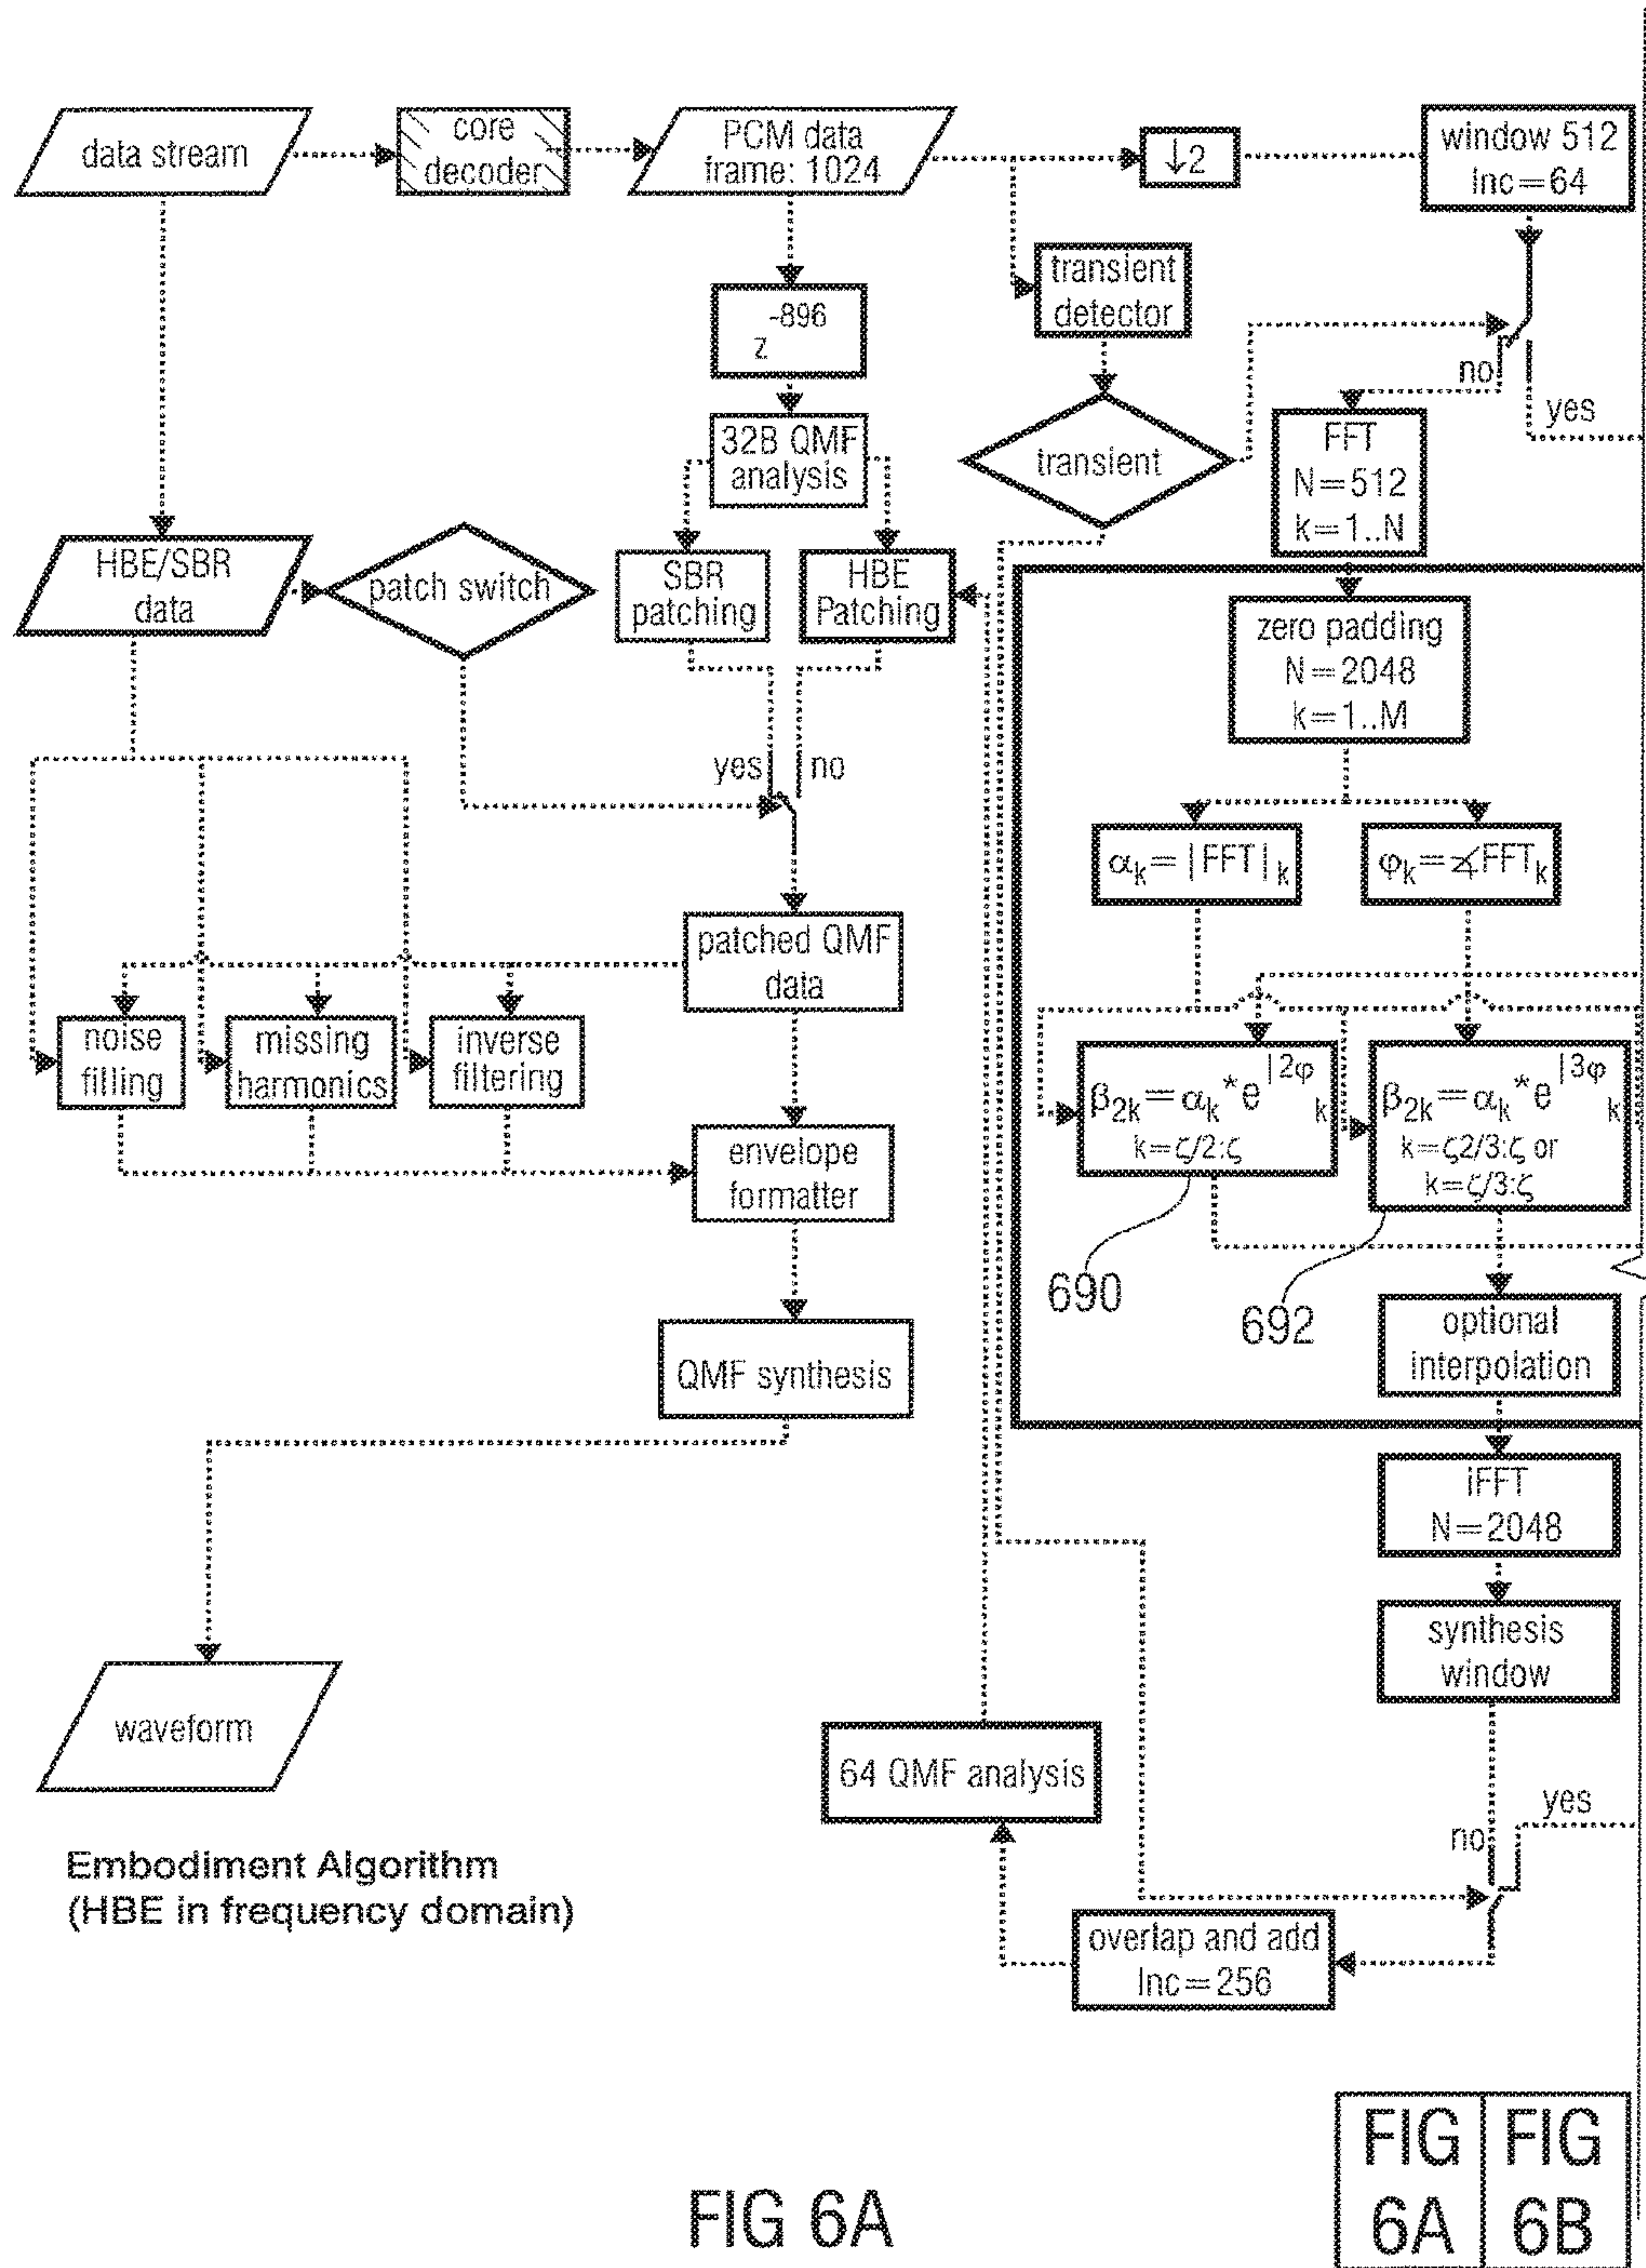 data stream
core
decoder
PCM data
frame: 1024
↓2
window 512
Inc=64
transient
detector
z^-896
no
yes
32B QMF
analysis
transient
FFT
N=512
k=1..N
HBE/SBR
data
patch switch
SBR
patching
HBE
Patching
zero padding
N=2048
k=1..M
yes
no
α_k=|FFT|_k
φ_k=∡FFT_k
patched QMF
data
noise
filling
missing
harmonics
inverse
filtering
β_2k=α_k*e^|2φ_k
k=ζ/2:ζ
β_2k=α_k*e^|3φ_k
k=ζ2/3:ζ or
k=ζ/3:ζ
envelope
formatter
690
692
optional
interpolation
QMF synthesis
iFFT
N=2048
synthesis
window
waveform
64 QMF analysis
yes
no
Embodiment Algorithm
(HBE in frequency domain)
overlap and add
Inc=256
FIG 6A
FIG
6A
FIG
6B